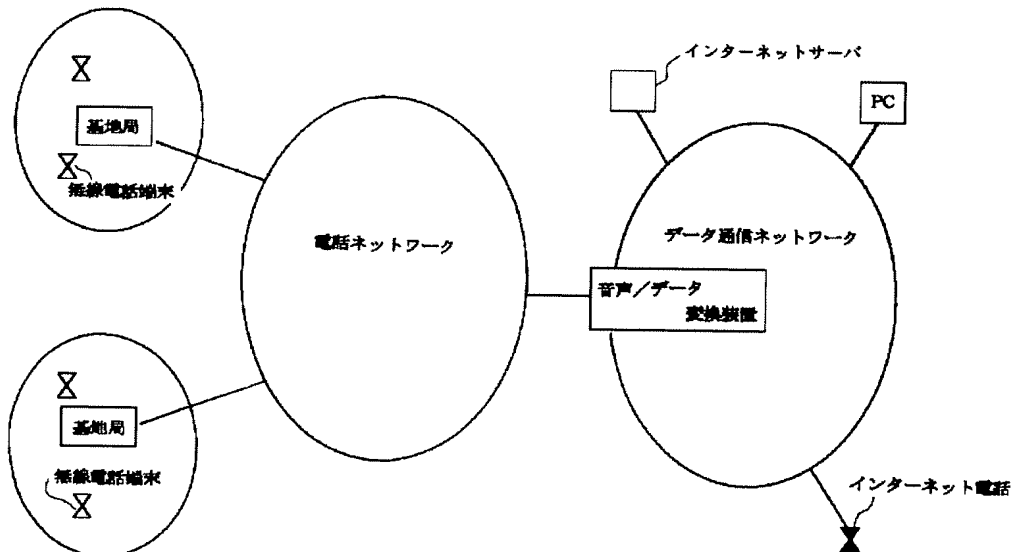 インターネットサーバ
PC
基地局
無線電話端末
電話ネットワーク
データ通信ネットワーク
音声／データ
変換装置
基地局
無線電話端末
インターネット電話